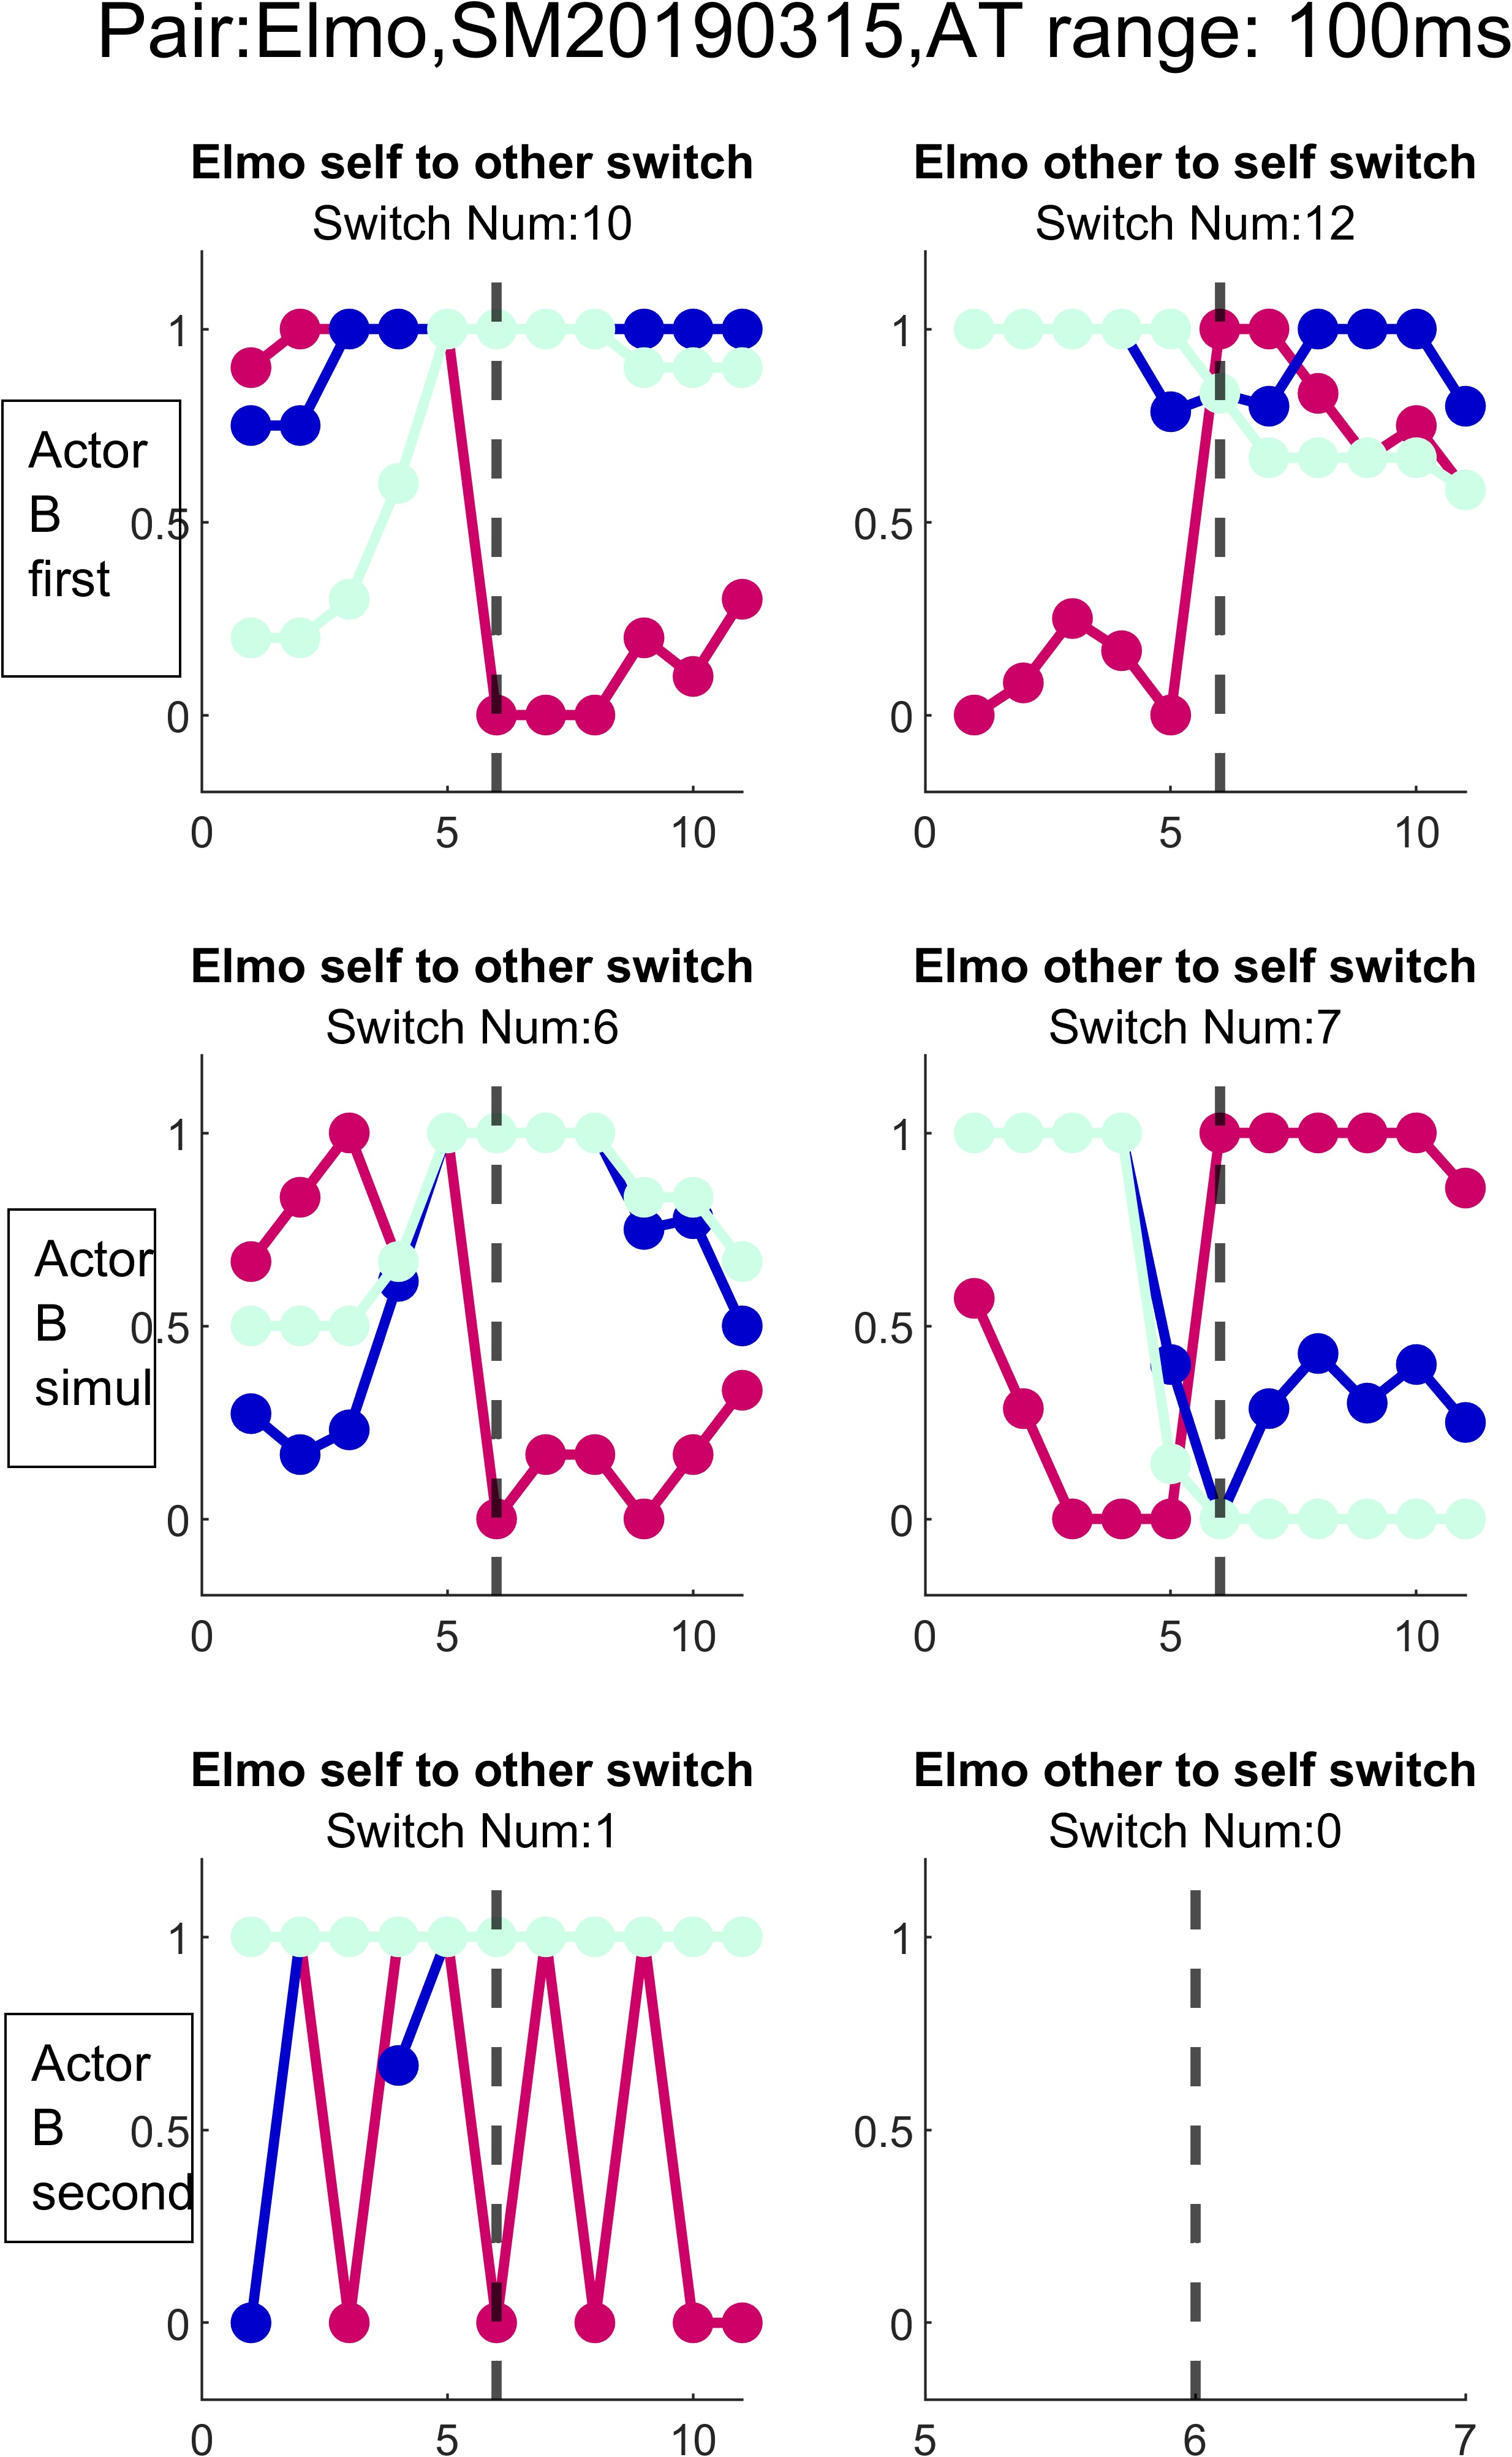 Pair:Elmo,SM20190315,AT range: 100ms
Elmo self to other switch
Switch Num:10
1
0.5
0
0 5 10
Actor
B
first
Elmo other to self switch
Switch Num:12
1
0.5
0
0 5 10
Elmo self to other switch
Switch Num:6
1
0.5
0
0 5 10
Actor
B
simul
Elmo other to self switch
Switch Num:7
1
0.5
0
0 5 10
Elmo self to other switch
Switch Num:1
1
0.5
0
0 5 10
Actor
B
second
Elmo other to self switch
Switch Num:0
1
0.5
0
5 6 7